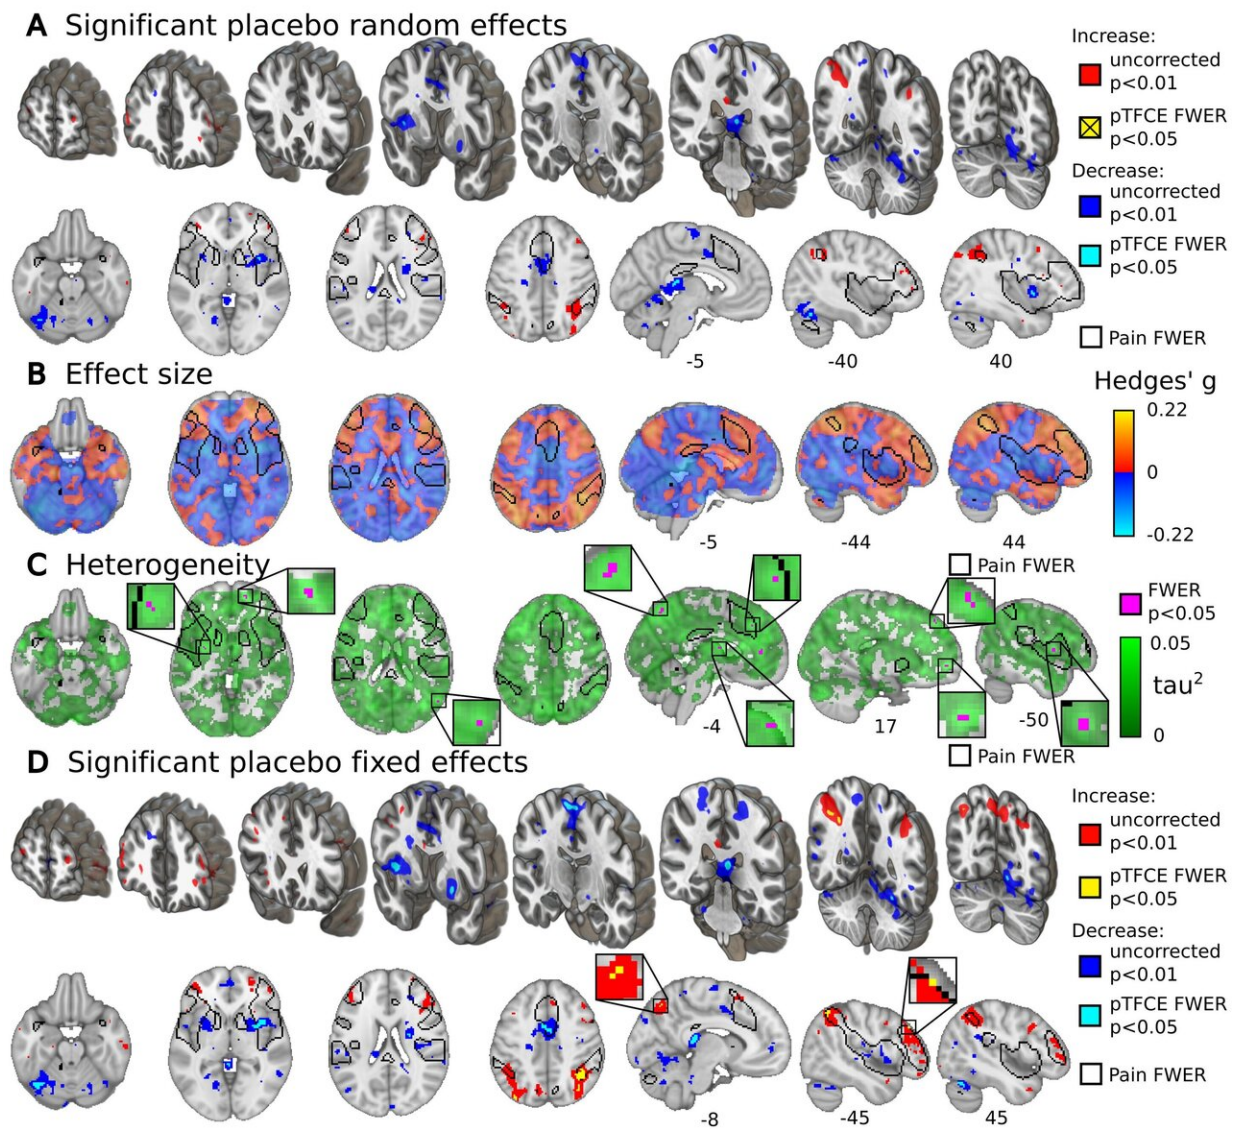 A Significant placebo random effects
Increase:
uncorrected
p<0.01
pTFCE FWER
p<0.05
Decrease:
uncorrected
p<0.01
pTFCE FWER
p<0.05
Pain FWER
-5
-40
40
B Effect size
Hedges' g
0.22
0
-0.22
-5
-44
44
Pain FWER
C Heterogeneity
FWER
p<0.05
0.05
tau²
0
-4
17
-50
Pain FWER
D Significant placebo fixed effects
Increase:
uncorrected
p<0.01
pTFCE FWER
p<0.05
Decrease:
uncorrected
p<0.01
pTFCE FWER
p<0.05
Pain FWER
-8
-45
45